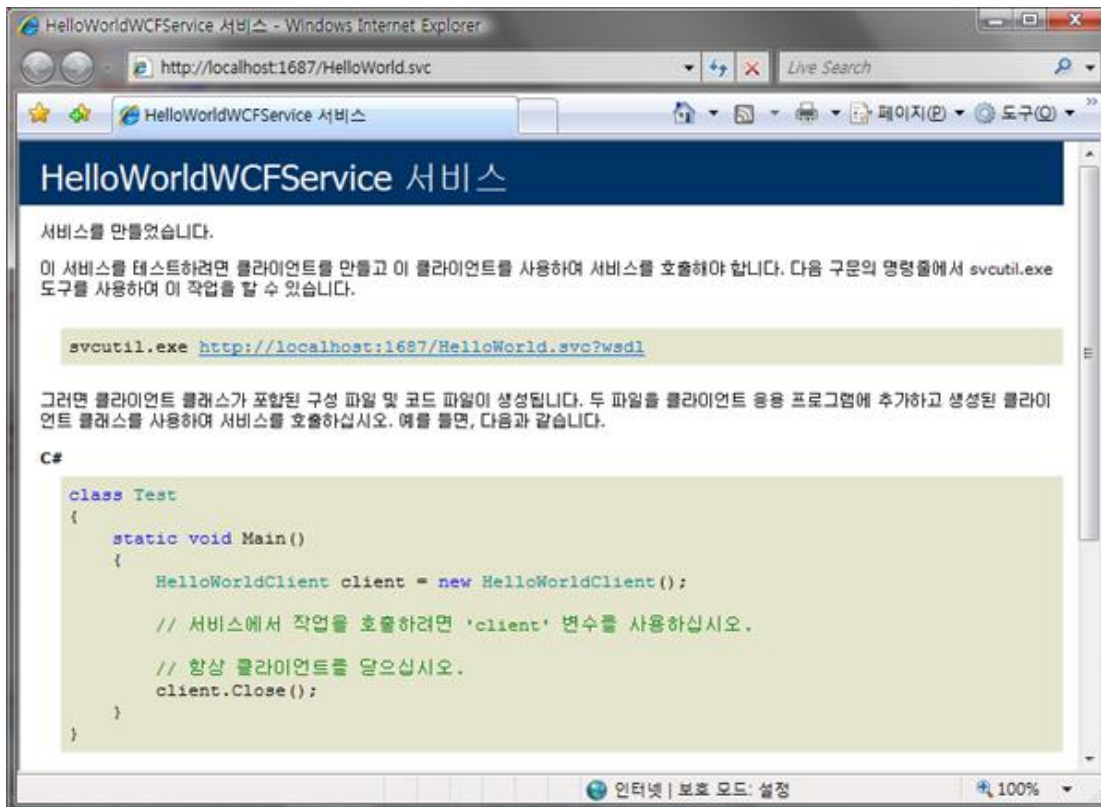 HelloWorldWCFService 서비스 - Windows Internet Explorer
http://localhost:1687/HelloWorld.svc
Live Search
HelloWorldWCFService 서비스
페이지(P)
도구(O)
HelloWorldWCFService 서비스
서비스를 만들었습니다.
이 서비스를 테스트하려면 클라이언트를 만들고 이 클라이언트를 사용하여 서비스를 호출해야 합니다. 다음 구문의 명령줄에서 svcutil.exe
도구를 사용하여 이 작업을 할 수 있습니다.
svcutil.exe http://localhost:1687/HelloWorld.svc?wsdl
그러면 클라이언트 클래스가 포함된 구성 파일 및 코드 파일이 생성됩니다. 두 파일을 클라이언트 응용 프로그램에 추가하고 생성된 클라이
언트 클래스를 사용하여 서비스를 호출하십시오. 예를 들면, 다음과 같습니다.
C#
class Test
{
static void Main()
{
HelloWorldClient client = new HelloWorldClient();
// 서비스에서 작업을 호출하려면 'client' 변수를 사용하십시오.
// 항상 클라이언트를 닫으십시오.
client.Close();
}
}
인터넷 | 보호 모드: 설정
100%